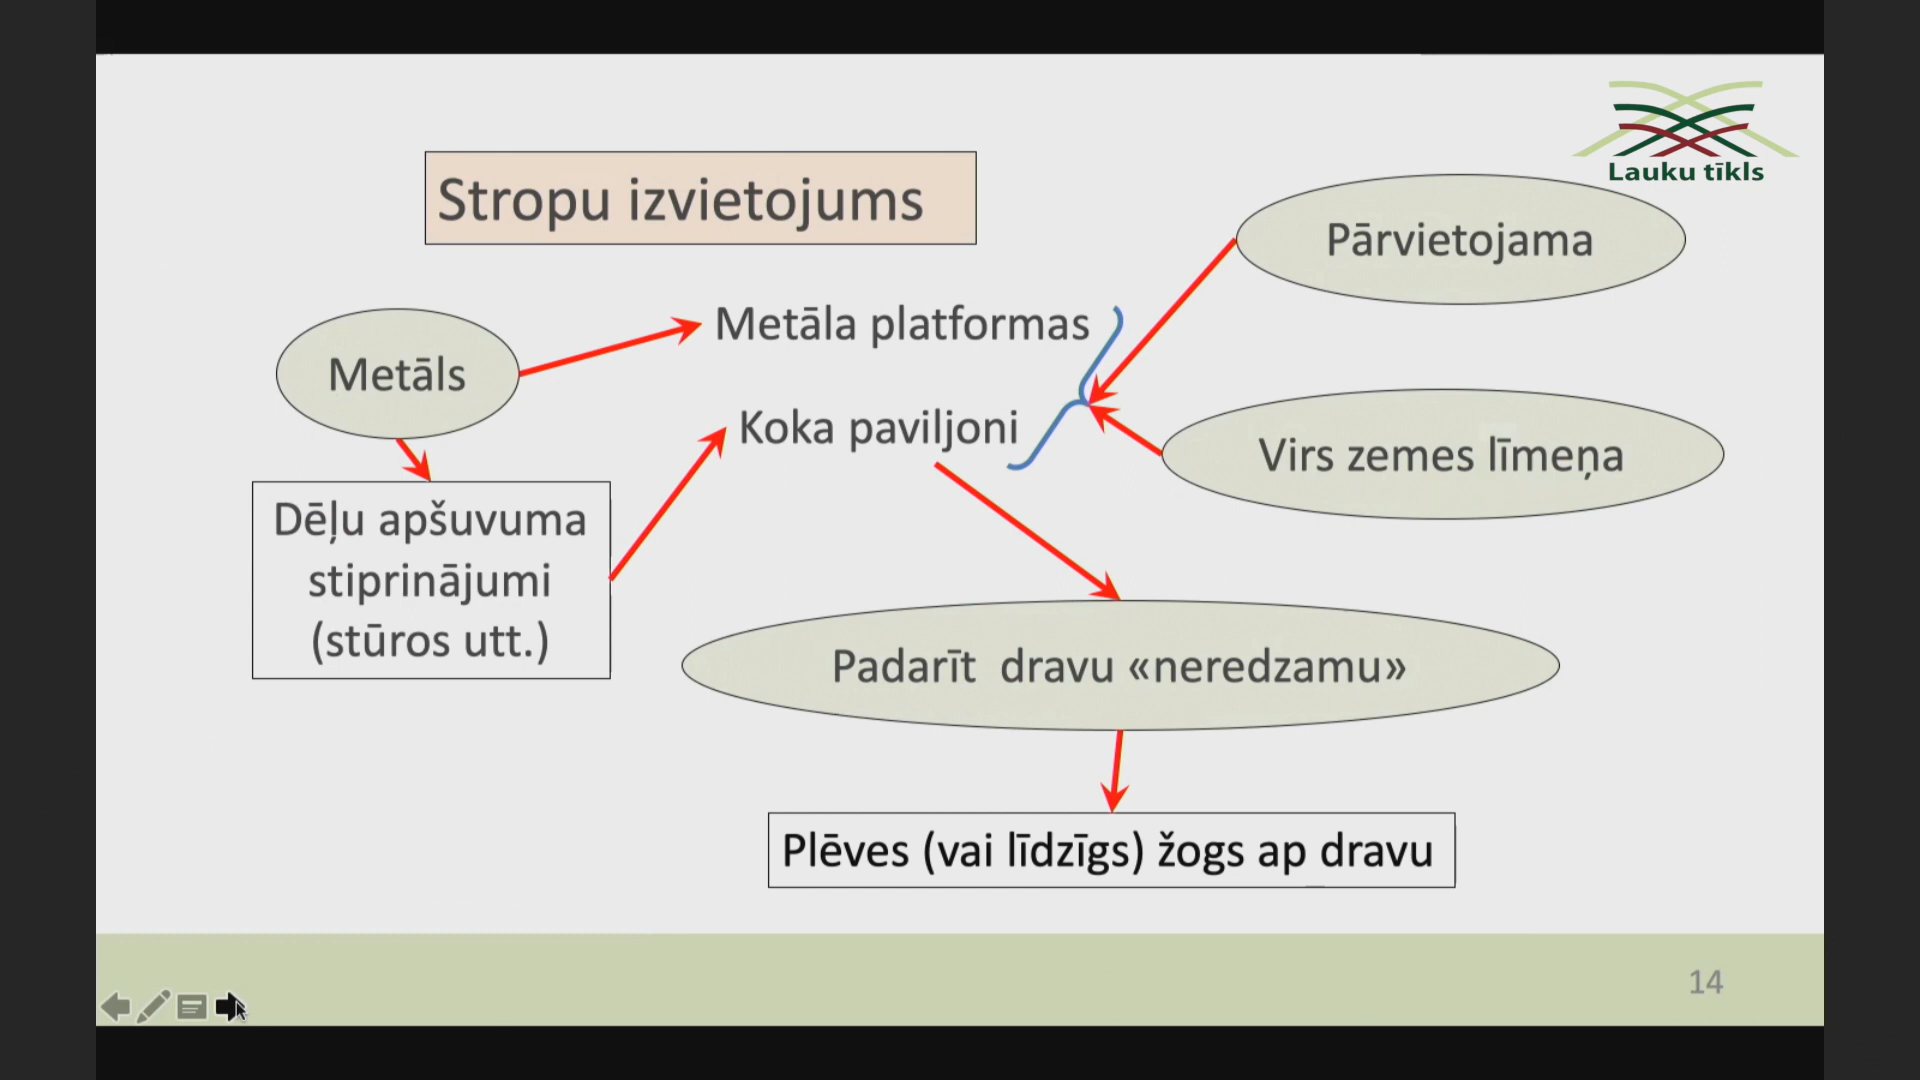 Lauku tīkls
Stropu izvietojums
Pārvietojama
Metāla platformas
Metāls
Koka paviljoni
Virs zemes līmeņa
Dēļu apšuvuma
stiprinājumi
(stūros utt.)
Padarīt  dravu «neredzamu»
Plēves (vai līdzīgs) žogs ap dravu
14